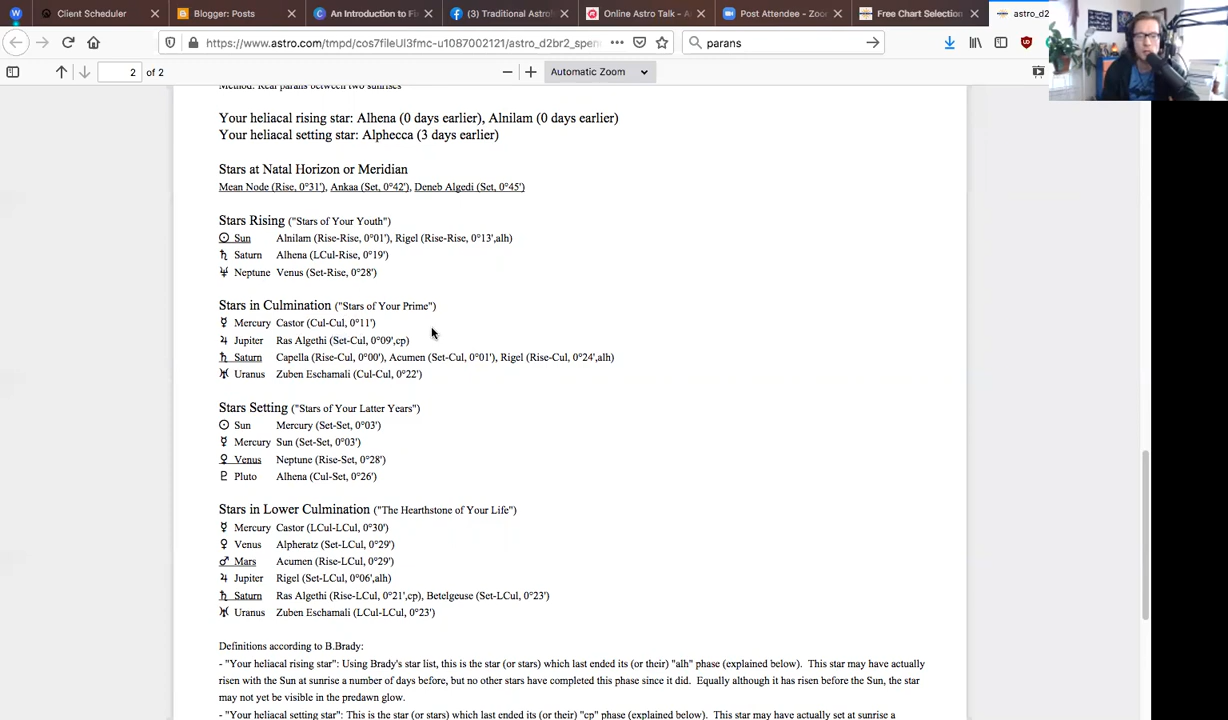 Client Scheduler
Blogger: Posts
An Introduction to Fi
(3) Traditional Astrol
Online Astro Talk - A
Post Attendee - Zoo
Free Chart Selection
astro_d2
https://www.astro.com/tmpd/cos7fileUI3fmc-u1087002121/astro_d2br2_spen
parans
2 of 2
Automatic Zoom
Method: Real parans between two sunrises
Your heliacal rising star: Alhena (0 days earlier), Alnilam (0 days earlier)
Your heliacal setting star: Alphecca (3 days earlier)
Stars at Natal Horizon or Meridian
Mean Node (Rise, 0°31'), Ankaa (Set, 0°42'), Deneb Algedi (Set, 0°45')
Stars Rising ("Stars of Your Youth")
☉ Sun Alnilam (Rise-Rise, 0°01'), Rigel (Rise-Rise, 0°13',alh)
♄ Saturn Alhena (LCul-Rise, 0°19')
♆ Neptune Venus (Set-Rise, 0°28')
Stars in Culmination ("Stars of Your Prime")
☿ Mercury Castor (Cul-Cul, 0°11')
♃ Jupiter Ras Algethi (Set-Cul, 0°09',cp)
♄ Saturn Capella (Rise-Cul, 0°00'), Acumen (Set-Cul, 0°01'), Rigel (Rise-Cul, 0°24',alh)
♅ Uranus Zuben Eschamali (Cul-Cul, 0°22')
Stars Setting ("Stars of Your Latter Years")
☉ Sun Mercury (Set-Set, 0°03')
☿ Mercury Sun (Set-Set, 0°03')
♀ Venus Neptune (Rise-Set, 0°28')
♇ Pluto Alhena (Cul-Set, 0°26')
Stars in Lower Culmination ("The Hearthstone of Your Life")
☿ Mercury Castor (LCul-LCul, 0°30')
♀ Venus Alpheratz (Set-LCul, 0°29')
♂ Mars Acumen (Rise-LCul, 0°29')
♃ Jupiter Rigel (Set-LCul, 0°06',alh)
♄ Saturn Ras Algethi (Rise-LCul, 0°21',cp), Betelgeuse (Set-LCul, 0°23')
♅ Uranus Zuben Eschamali (LCul-LCul, 0°23')
Definitions according to B.Brady:
- "Your heliacal rising star": Using Brady's star list, this is the star (or stars) which last ended its (or their) "alh" phase (explained below). This star may have actually
risen with the Sun at sunrise a number of days before, but no other stars have completed this phase since it did. Equally although it has risen before the Sun, the star
may not yet be visible in the predawn glow.
- "Your heliacal setting star": This is the star (or stars) which last ended its (or their) "cp" phase (explained below). This star may have actually set at sunrise a